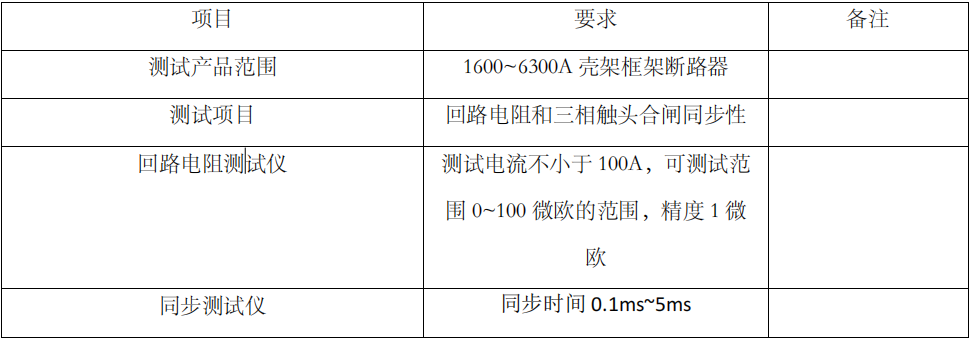 项目 要求 备注
测试产品范围 1600~6300A 壳架框架断路器
测试项目 回路电阻和三相触头合闸同步性
回路电阻测试仪 测试电流不小于 100A，可测试范
围 0~100 微欧的范围，精度 1 微
欧
同步测试仪 同步时间 0.1ms~5ms